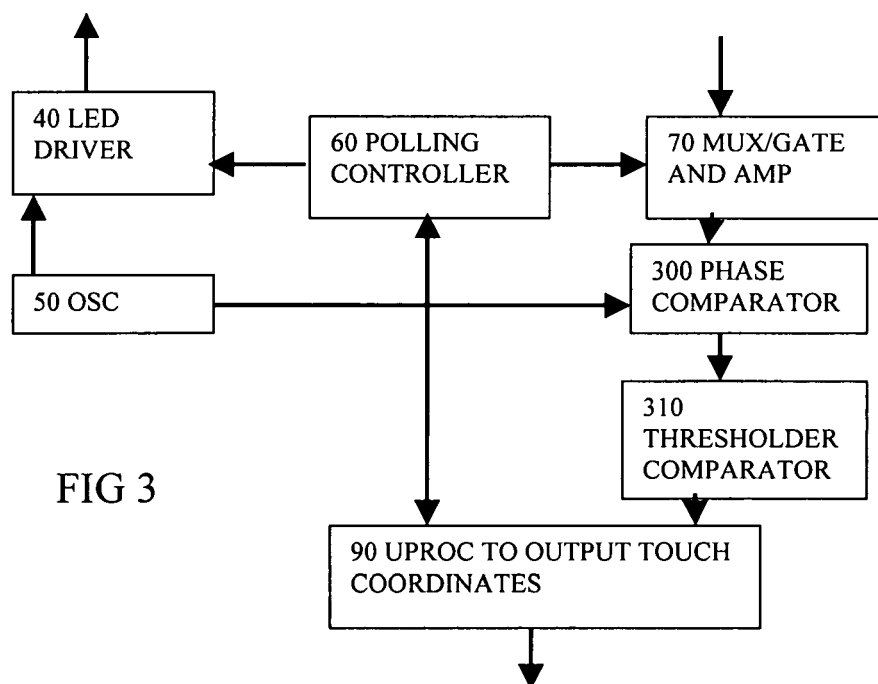 40 LED
DRIVER
60 POLLING
CONTROLLER
70 MUX/GATE
AND AMP
50 OSC
300 PHASE
COMPARATOR
310
THRESHOLDER
COMPARATOR
FIG 3
90 UPROC TO OUTPUT TOUCH
COORDINATES